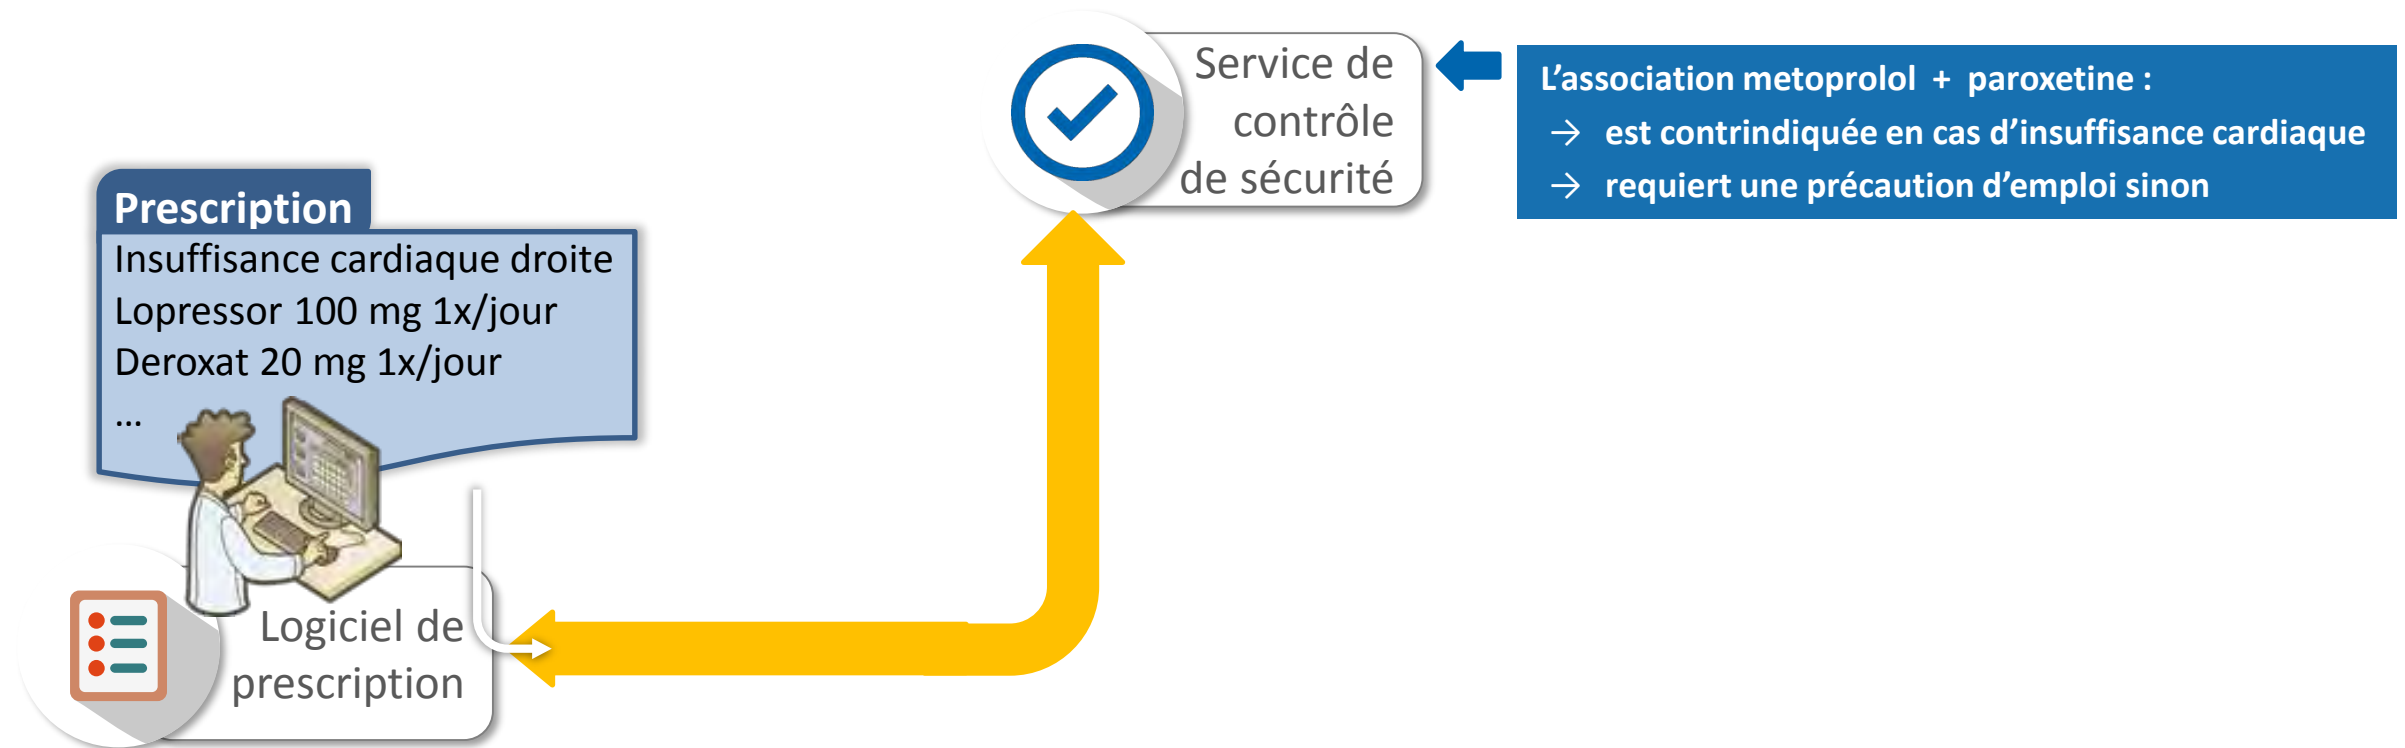 Service de
contrôle
de sécurité
L’association metoprolol + paroxetine :
→ est contrindiquée en cas d’insuffisance cardiaque
→ requiert une précaution d’emploi sinon
Prescription
Insuffisance cardiaque droite
Lopressor 100 mg 1x/jour
Deroxat 20 mg 1x/jour
...
Logiciel de
prescription